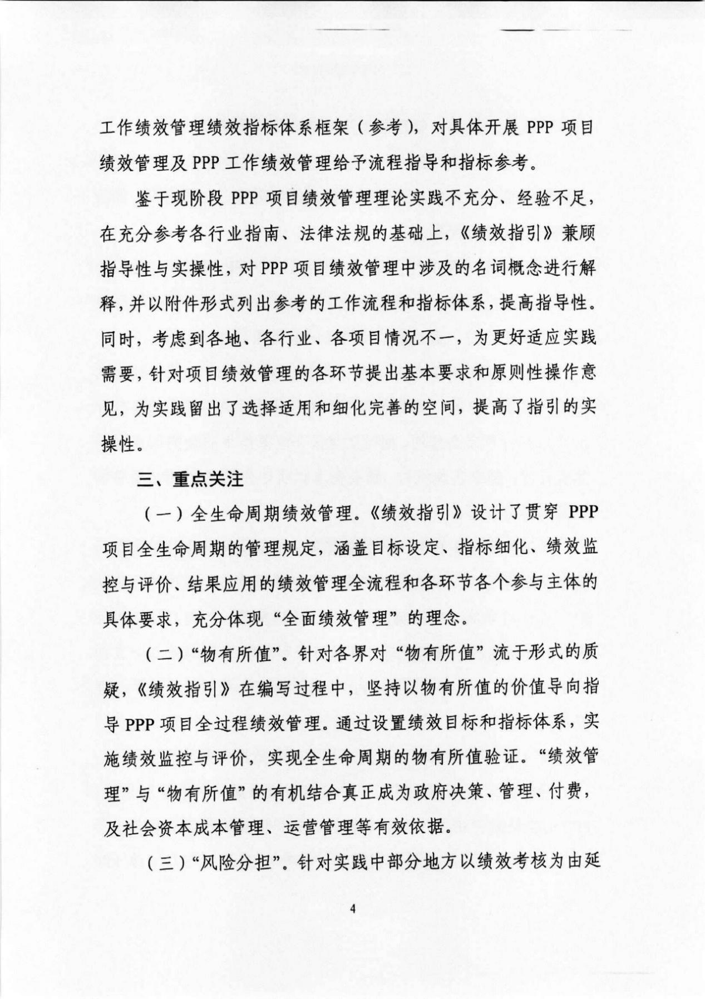 工作绩效管理绩效指标体系框架（参考），对具体开展 PPP 项目
绩效管理及 PPP 工作绩效管理给予流程指导和指标参考。
鉴于现阶段 PPP 项目绩效管理理论实践不充分、经验不足，
在充分参考各行业指南、法律法规的基础上，《绩效指引》兼顾
指导性与实操性，对 PPP 项目绩效管理中涉及的名词概念进行解
释，并以附件形式列出参考的工作流程和指标体系，提高指导性。
同时，考虑到各地、各行业、各项目情况不一，为更好适应实践
需要，针对项目绩效管理的各环节提出基本要求和原则性操作意
见，为实践留出了选择适用和细化完善的空间，提高了指引的实
操性。
三、重点关注
（一）全生命周期绩效管理。《绩效指引》设计了贯穿 PPP
项目全生命周期的管理规定，涵盖目标设定、指标细化、绩效监
控与评价、结果应用的绩效管理全流程和各环节各个参与主体的
具体要求，充分体现“全面绩效管理”的理念。
（二）“物有所值”。针对各界对“物有所值”流于形式的质
疑，《绩效指引》在编写过程中，坚持以物有所值的价值导向指
导 PPP 项目全过程绩效管理。通过设置绩效目标和指标体系，实
施绩效监控与评价，实现全生命周期的物有所值验证。“绩效管
理”与“物有所值”的有机结合真正成为政府决策、管理、付费，
及社会资本成本管理、运营管理等有效依据。
（三）“风险分担”。针对实践中部分地方以绩效考核为由延
4